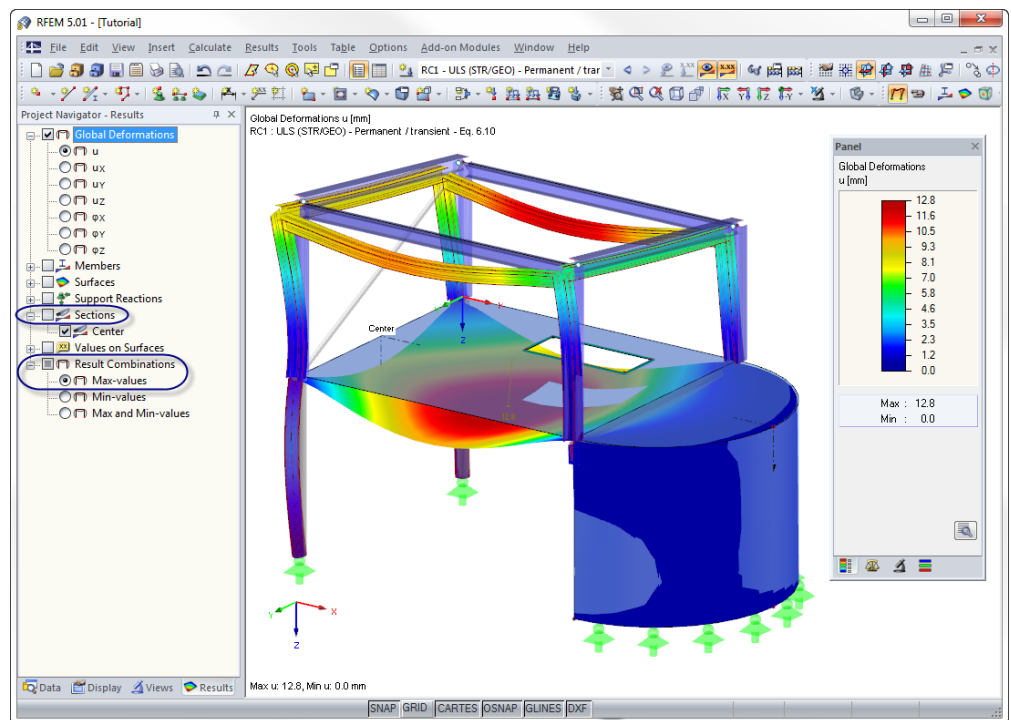 RFEM 5.01 - [Tutorial]
File Edit View Insert Calculate Results Tools Table Options Add-on Modules Window Help
RC1 - ULS (STR/GEO) - Permanent / trar
Project Navigator - Results
Global Deformations
u
uX
uY
uZ
φX
φY
φZ
Members
Surfaces
Support Reactions
Sections
Center
Values on Surfaces
Result Combinations
Max-values
Min-values
Max and Min-values
Data Display Views Results
Global Deformations u [mm]
RC1 : ULS (STR/GEO) - Permanent / transient - Eq. 6.10
Center
Z
12.8
X
Y
Z
Max u: 12.8, Min u: 0.0 mm
Panel
Global Deformations
u [mm]
12.8
11.6
10.5
9.3
8.1
7.0
5.8
4.6
3.5
2.3
1.2
0.0
Max : 12.8
Min : 0.0
SNAP GRID CARTES OSNAP GLINES DXF